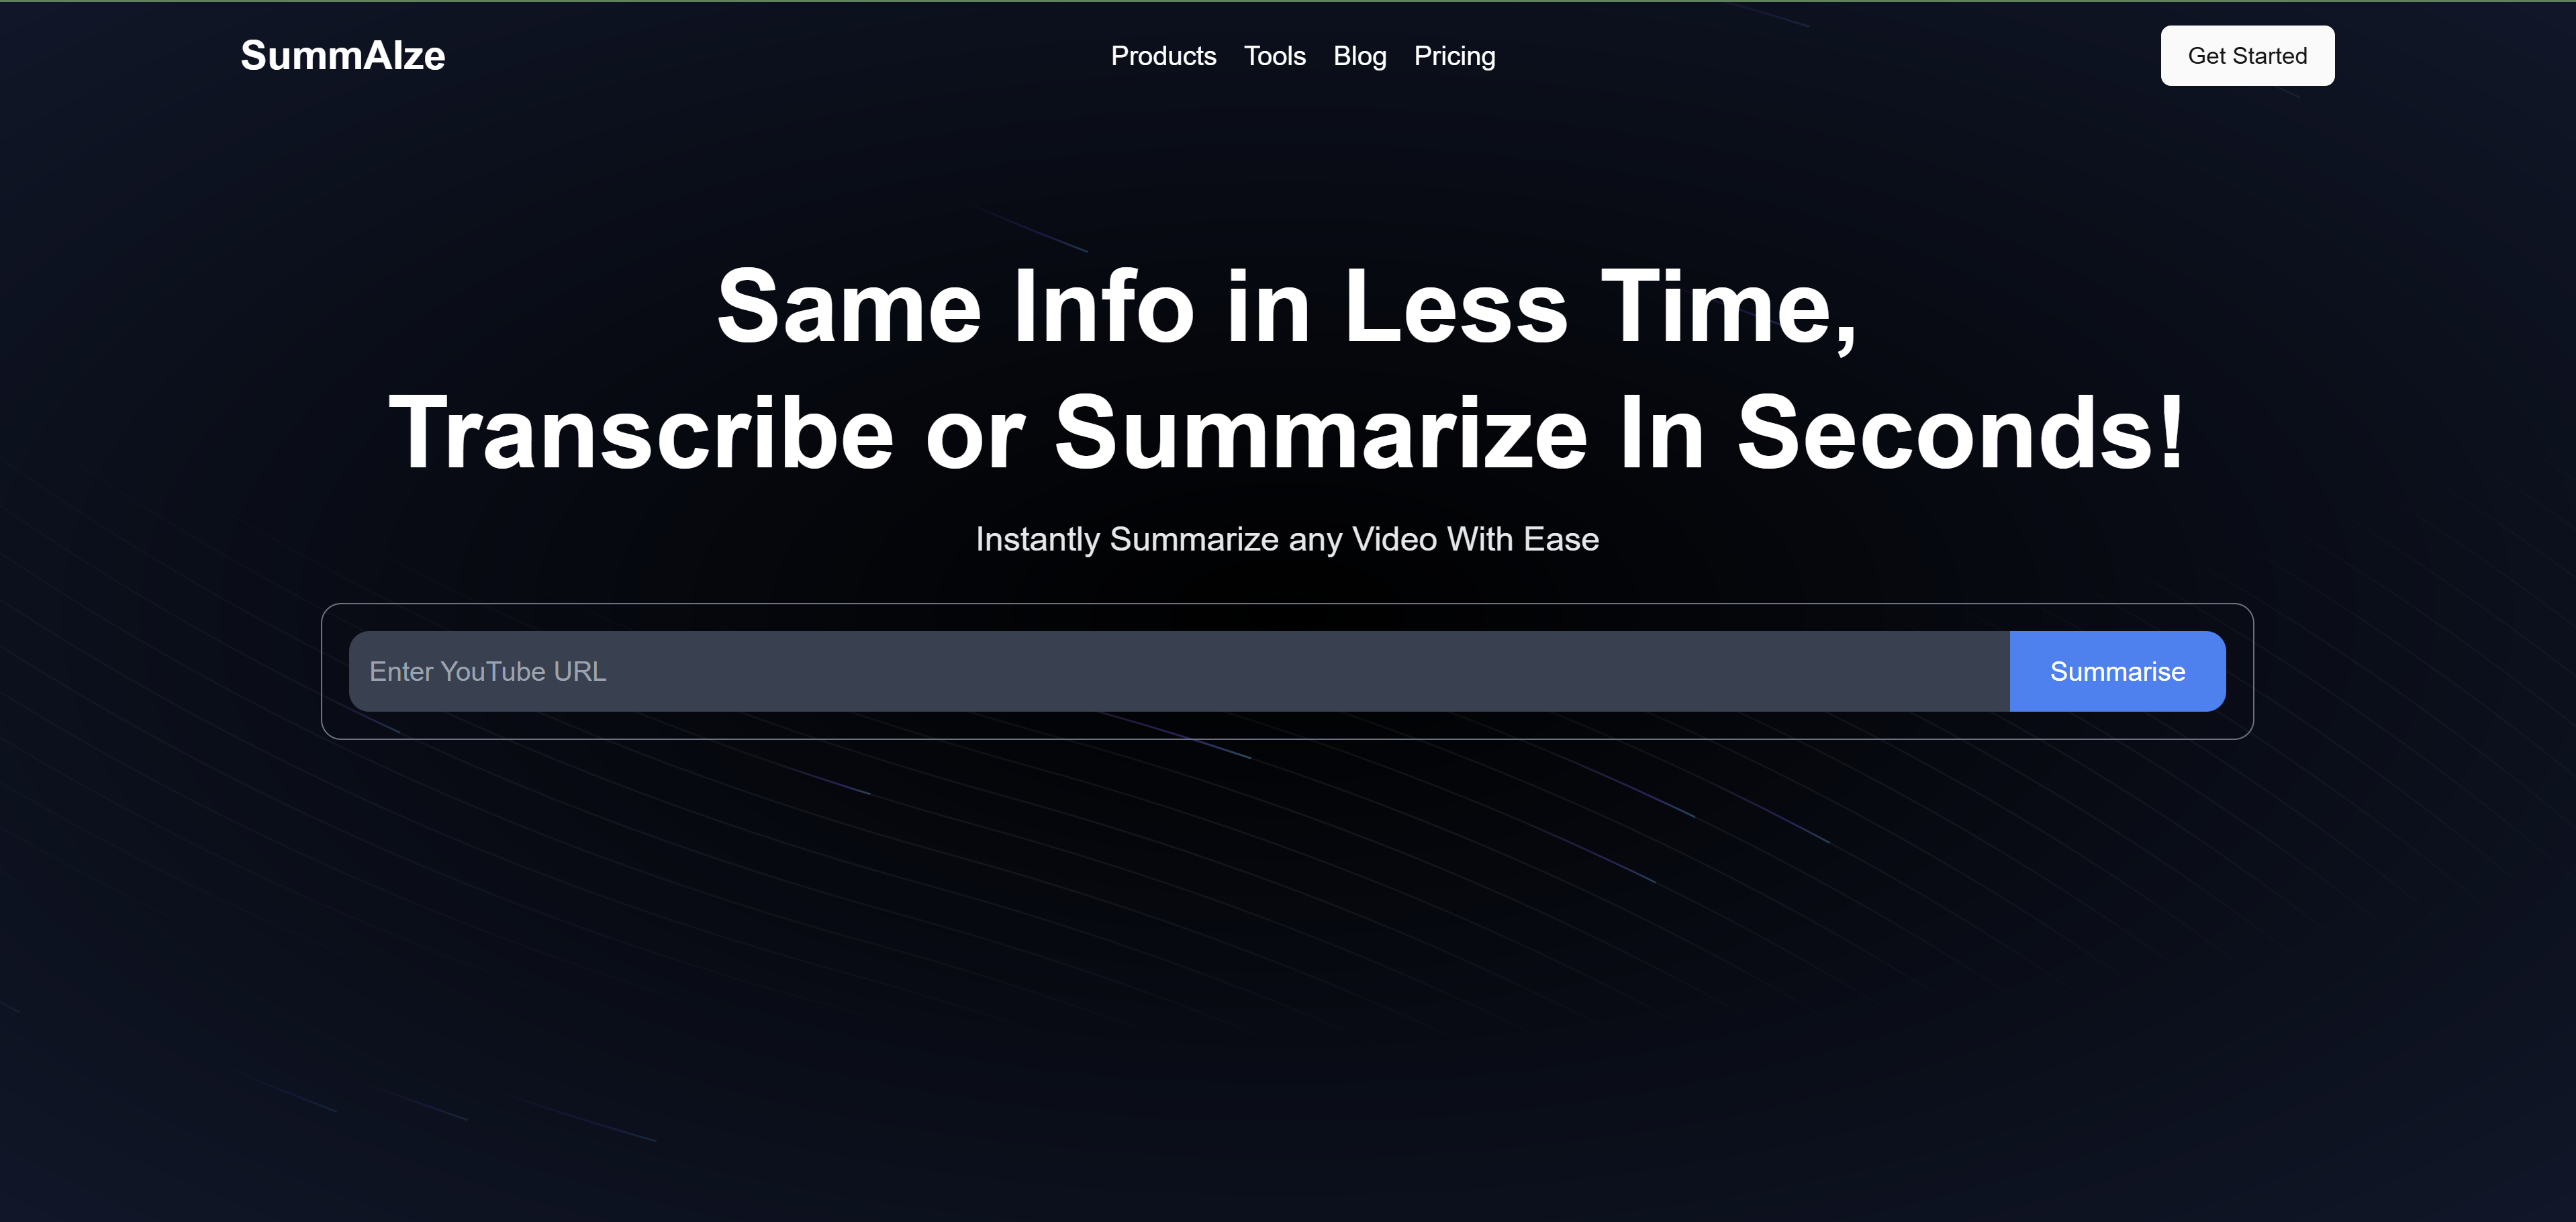 SummAIze
Products Tools Blog Pricing
Get Started
Same Info in Less Time,
Transcribe or Summarize In Seconds!
Instantly Summarize any Video With Ease
Enter YouTube URL
Summarise